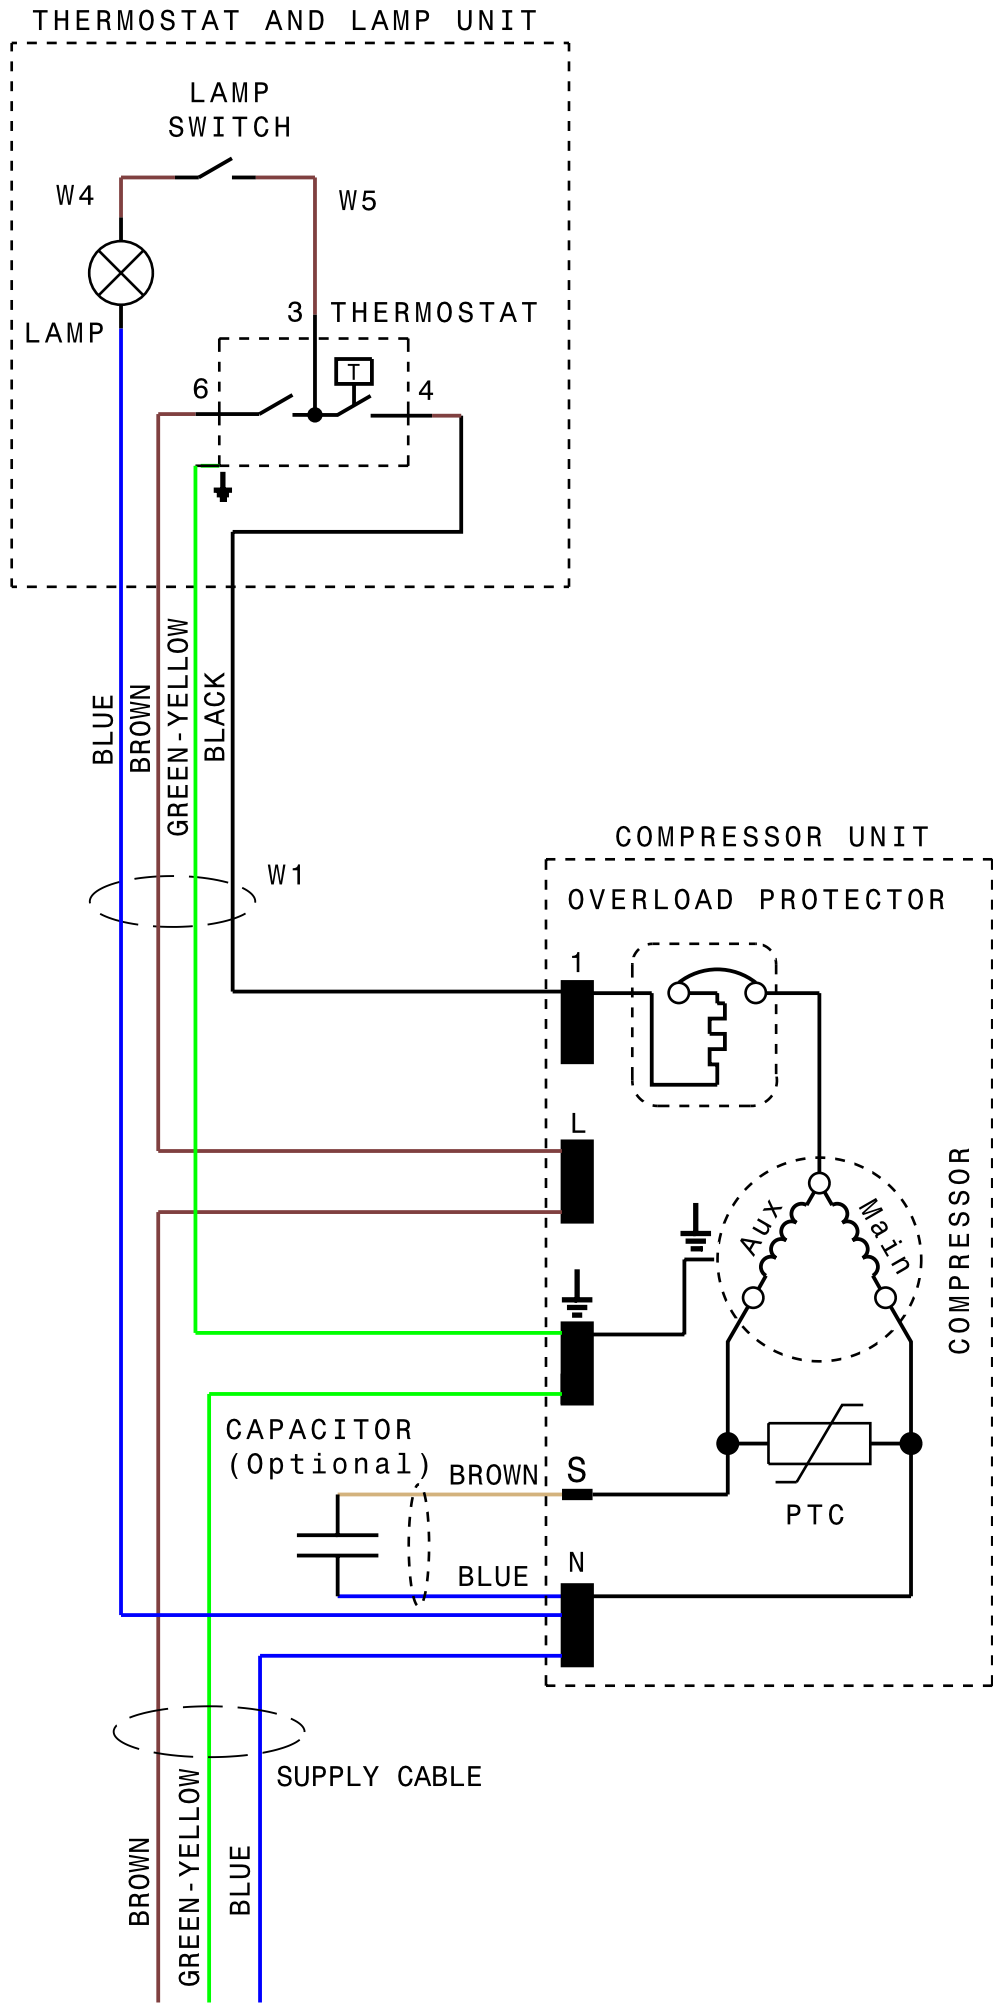 THERMOSTAT AND LAMP UNIT
LAMP
SWITCH
W4
W5
LAMP
3
THERMOSTAT
T
6
4
BLUE
BROWN
GREEN-YELLOW
BLACK
W1
COMPRESSOR UNIT
OVERLOAD PROTECTOR
1
L
Aux
Main
COMPRESSOR
CAPACITOR
(Optional)
BROWN
S
PTC
BLUE
N
SUPPLY CABLE
BROWN
GREEN-YELLOW
BLUE